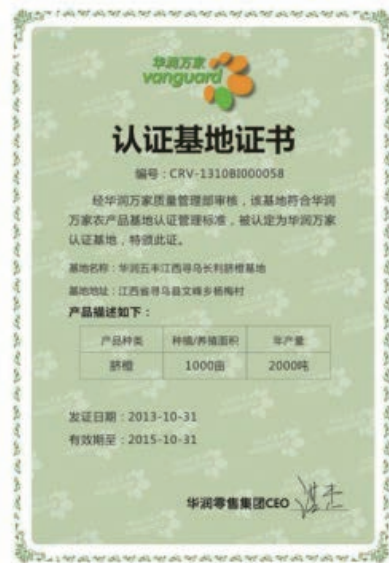 华润万家
vanguard
认证基地证书
编号：CRV-1310BI000058
经华润万家质量管理部审核，该基地符合华润
万家农产品基地认证管理标准，被认定为华润万家
认证基地，特颁此证。
基地名称：华润五丰江西寻乌长利脐橙基地
基地地址：江西省寻乌县文峰乡杨梅村
产品描述如下：
产品种类 种植/养殖面积 年产量
脐橙 1000亩 2000吨
发证日期：2013-10-31
有效期至：2015-10-31
华润零售集团CEO